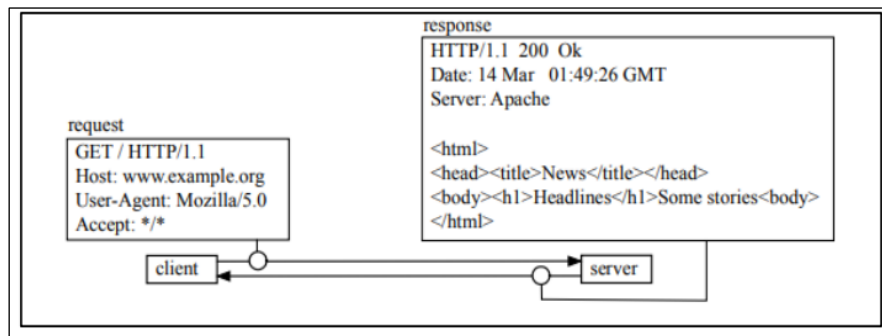 response
HTTP/1.1 200 Ok
Date: 14 Mar 01:49:26 GMT
Server: Apache
<html>
<head><title>News</title></head>
<body><h1>Headlines</h1>Some stories<body>
</html>
request
GET / HTTP/1.1
Host: www.example.org
User-Agent: Mozilla/5.0
Accept: */*
client
server